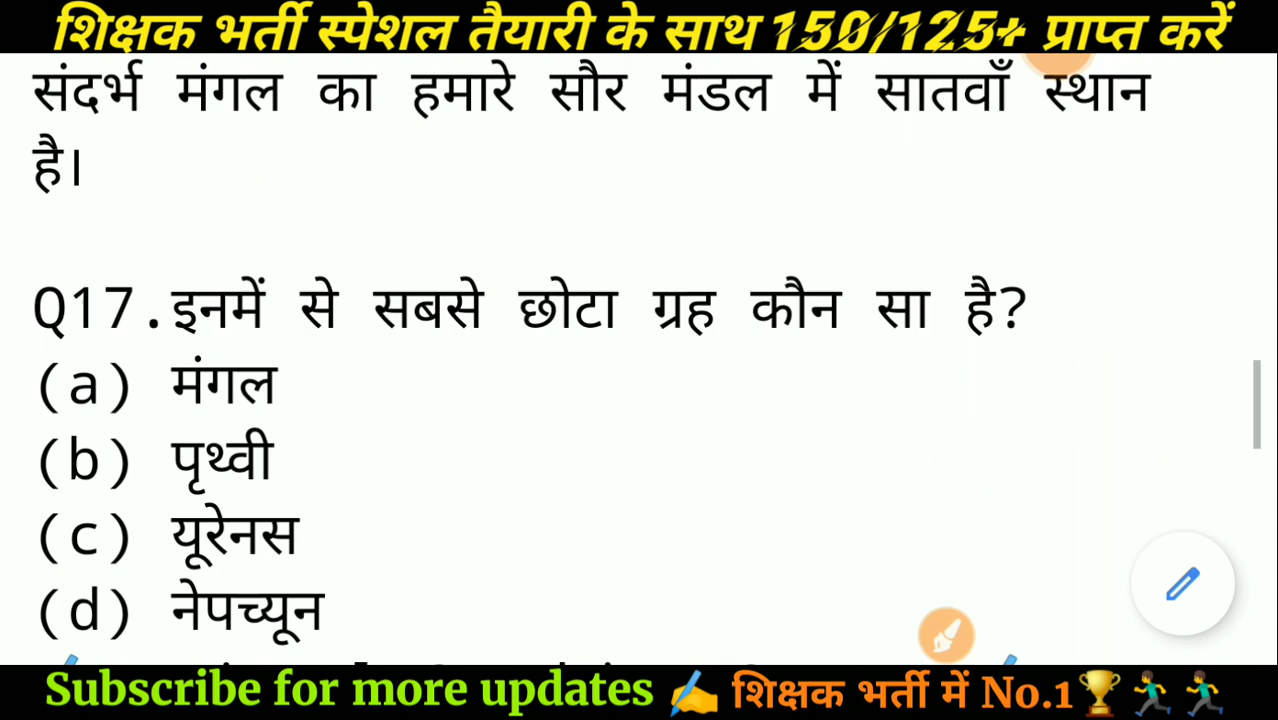 शिक्षक भर्ती स्पेशल तैयारी के साथ 150/125+ प्राप्त करें
संदर्भ मंगल का हमारे सौर मंडल में सातवाँ स्थान
है।
Q17.इनमें से सबसे छोटा ग्रह कौन सा है?
(a) मंगल
(b) पृथ्वी
(c) यूरेनस
(d) नेपच्यून
Subscribe for more updates ✍️ शिक्षक भर्ती में No.1🏆🏃‍♂️🏃‍♂️